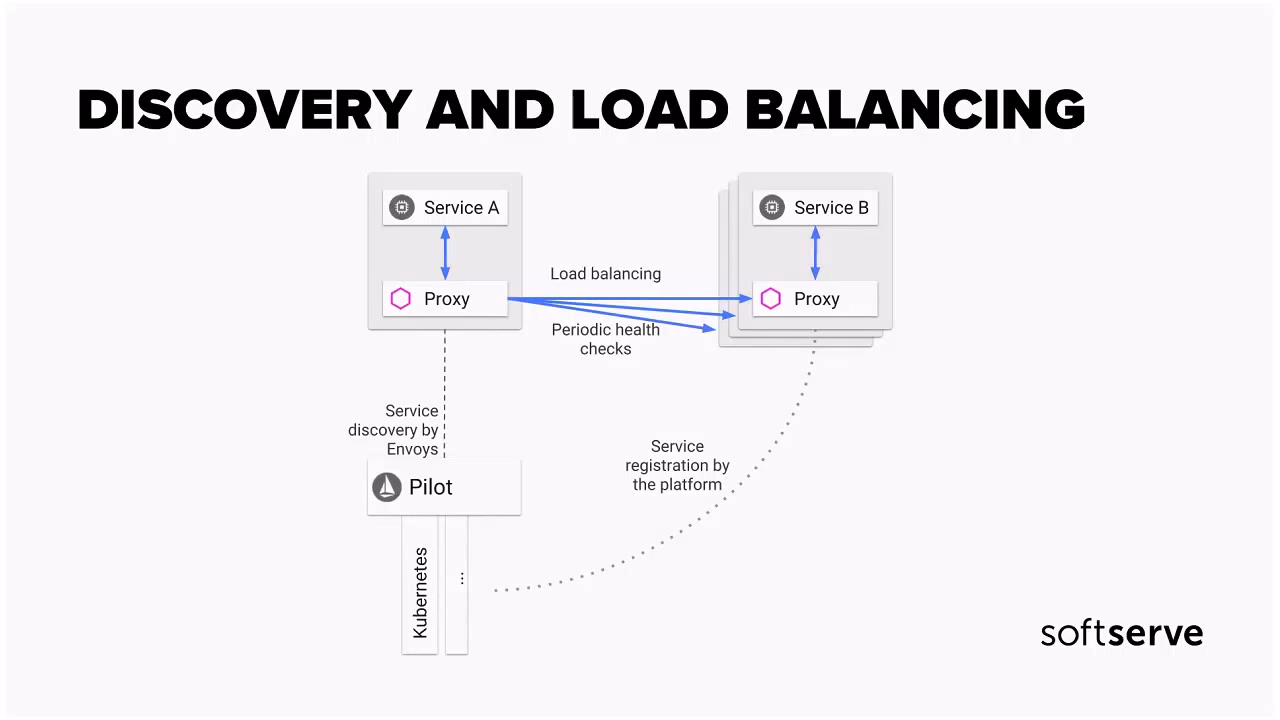 DISCOVERY AND LOAD BALANCING
Service A
Service B
Load balancing
Proxy
Proxy
Periodic health
checks
Service
discovery by
Envoys
Service
registration by
the platform
Pilot
Kubernetes
...
softserve